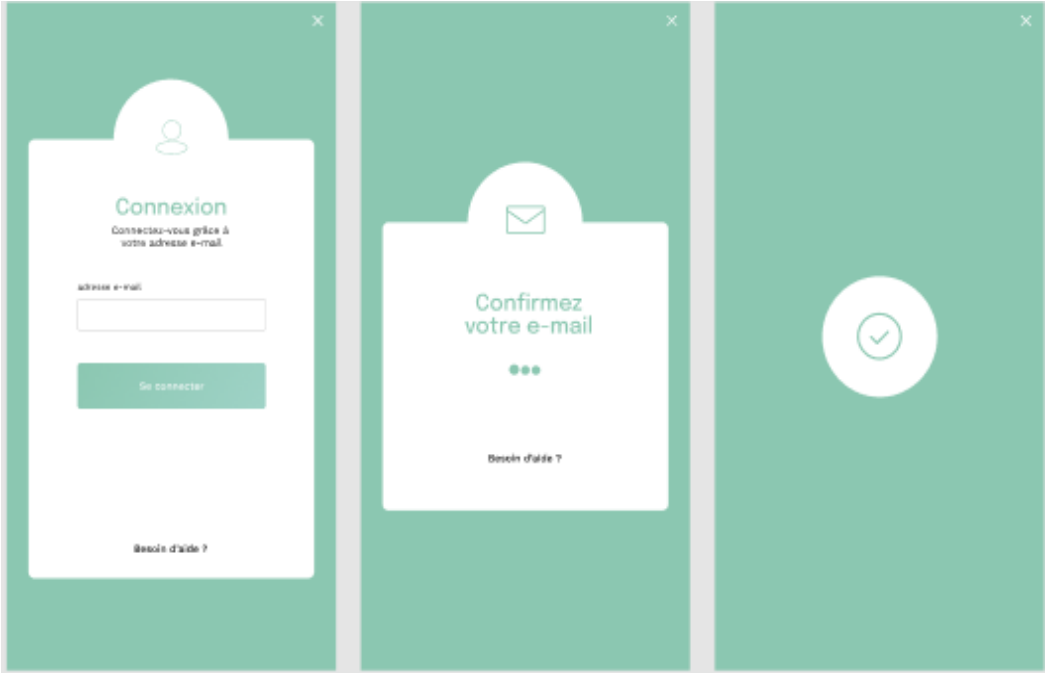 Connexion
Connectez-vous grâce à
votre adresse e-mail
adresse e-mail
Se connecter
Besoin d'aide ?
Confirmez
votre e-mail
Besoin d'aide ?